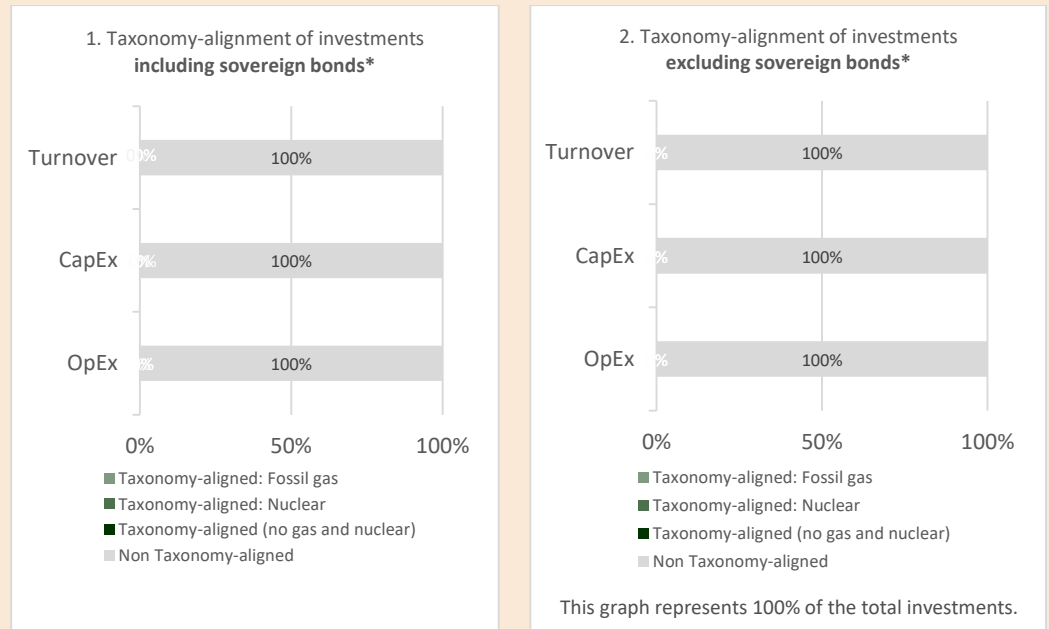 1. Taxonomy-alignment of investments
including sovereign bonds*
Turnover
100%
CapEx
100%
OpEx
100%
0% 50% 100%
Taxonomy-aligned: Fossil gas
Taxonomy-aligned: Nuclear
Taxonomy-aligned (no gas and nuclear)
Non Taxonomy-aligned
2. Taxonomy-alignment of investments
excluding sovereign bonds*
Turnover % 100%
CapEx % 100%
OpEx % 100%
0% 50% 100%
Taxonomy-aligned: Fossil gas
Taxonomy-aligned: Nuclear
Taxonomy-aligned (no gas and nuclear)
Non Taxonomy-aligned
This graph represents 100% of the total investments.